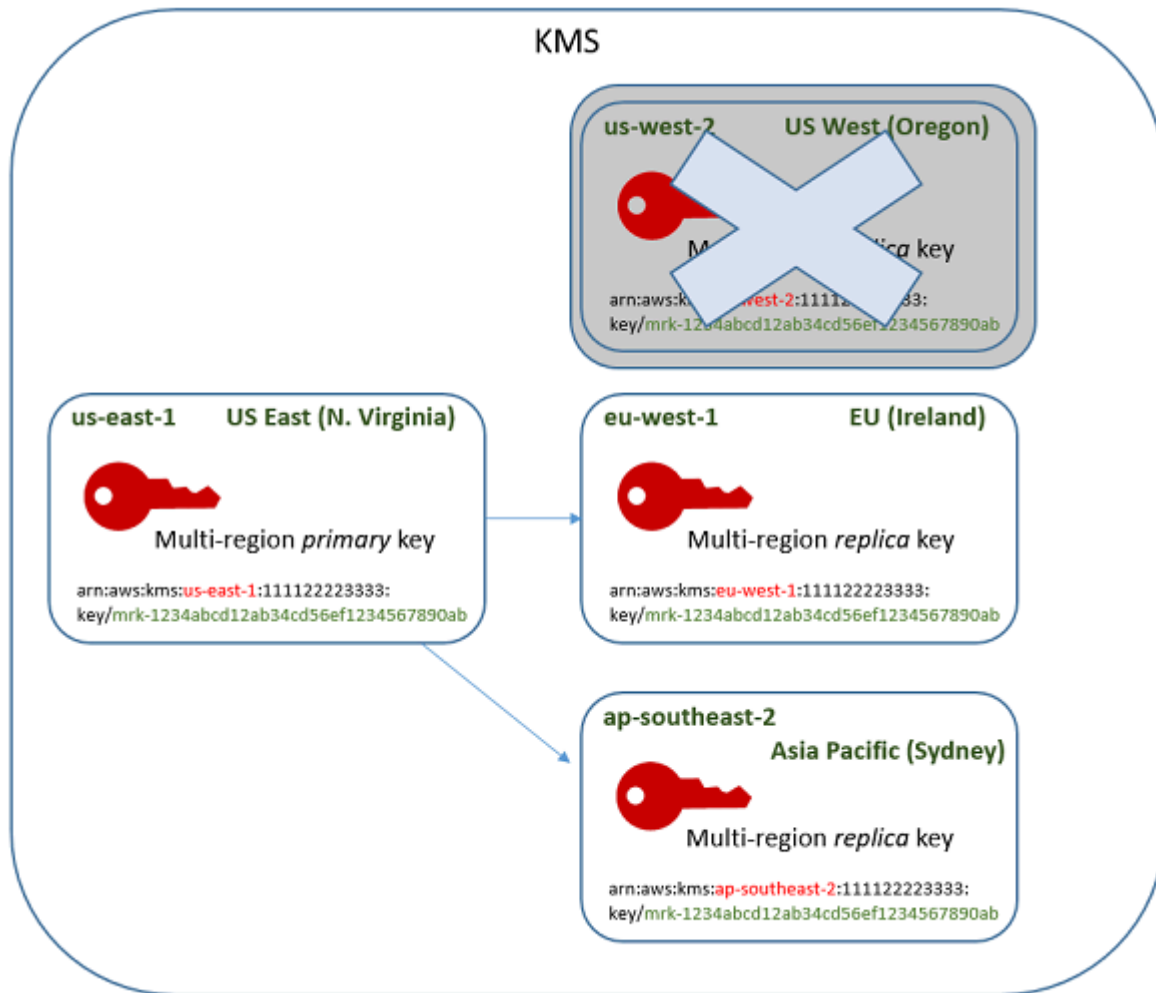 KMS
us-west-2 US West (Oregon)
key
key/mrk-1234abcd12ab34cd56ef1234567890ab
us-east-1 US East (N. Virginia)
Multi-region primary key
arn:aws:kms:us-east-1:111122223333:
key/mrk-1234abcd12ab34cd56ef1234567890ab
eu-west-1 EU (Ireland)
Multi-region replica key
arn:aws:kms:eu-west-1:111122223333:
key/mrk-1234abcd12ab34cd56ef1234567890ab
ap-southeast-2
Asia Pacific (Sydney)
Multi-region replica key
arn:aws:kms:ap-southeast-2:111122223333:
key/mrk-1234abcd12ab34cd56ef1234567890ab